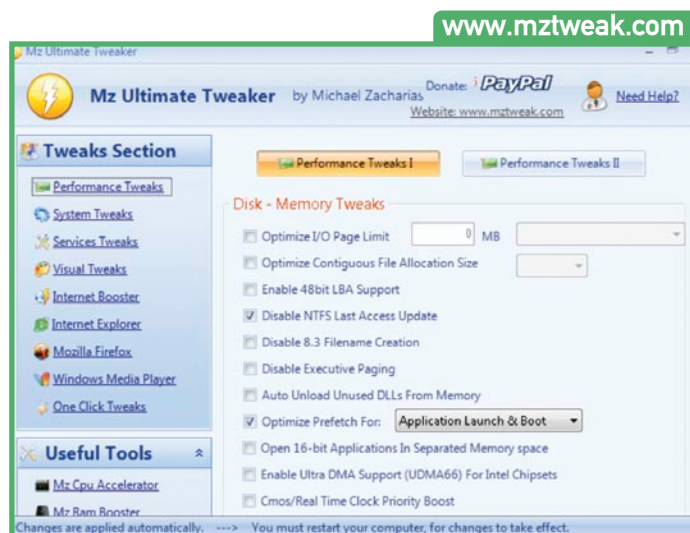 www.mztweak.com
Mz Ultimate Tweaker
Mz Ultimate Tweaker by Michael Zacharias
Donate: PayPal
Website: www.mztweak.com
Need Help?
Tweaks Section
Performance Tweaks
System Tweaks
Services Tweaks
Visual Tweaks
Internet Booster
Internet Explorer
Mozilla Firefox
Windows Media Player
One Click Tweaks
Useful Tools
Mz Cpu Accelerator
Mz Ram Booster
Performance Tweaks I
Performance Tweaks II
Disk - Memory Tweaks
Optimize I/O Page Limit 0 MB
Optimize Contiguous File Allocation Size
Enable 48bit LBA Support
Disable NTFS Last Access Update
Disable 8.3 Filename Creation
Disable Executive Paging
Auto Unload Unused DLLs From Memory
Optimize Prefetch For: Application Launch & Boot
Open 16-bit Applications In Separated Memory space
Enable Ultra DMA Support (UDMA66) For Intel Chipsets
Cmos/Real Time Clock Priority Boost
Changes are applied automatically. ---> You must restart your computer, for changes to take effect.